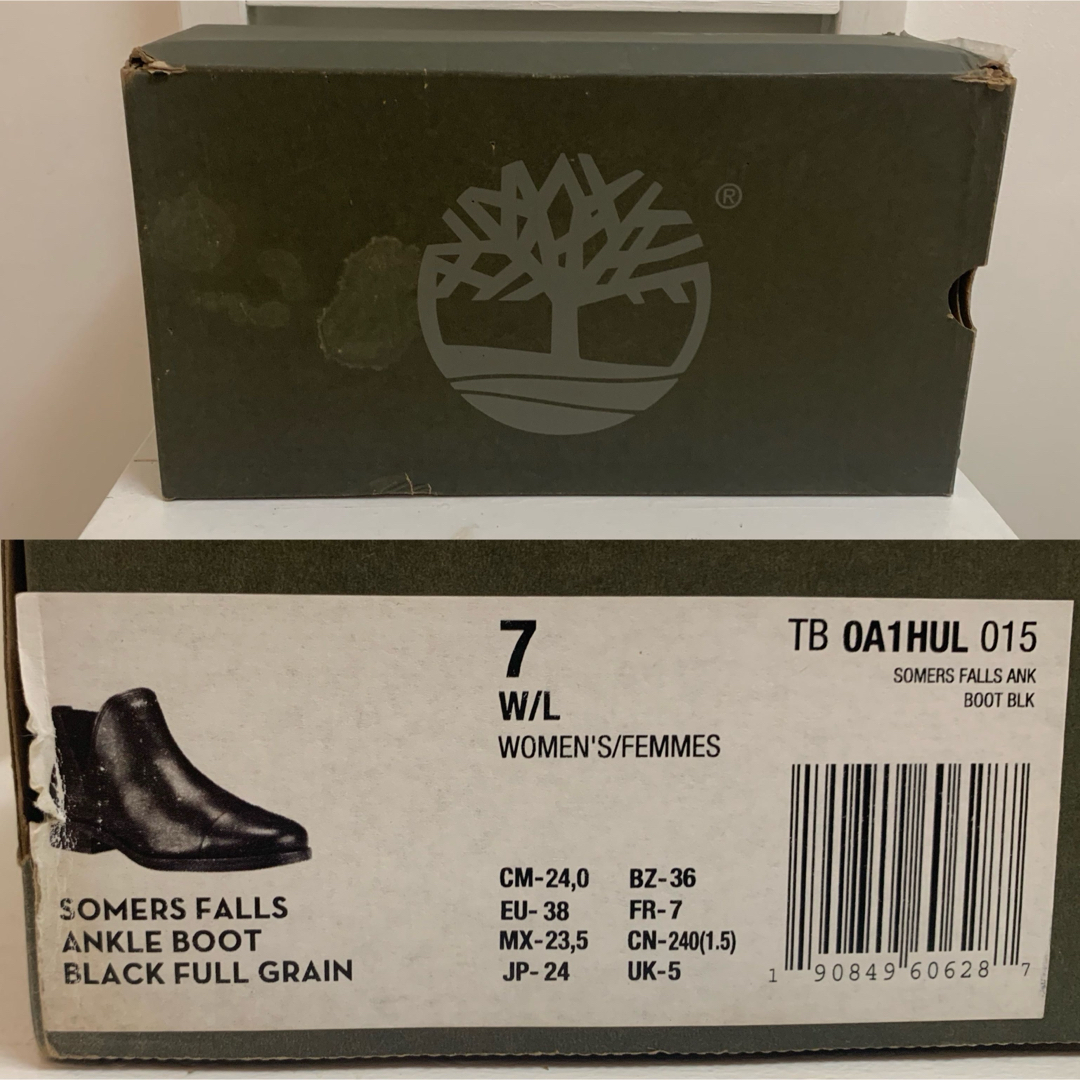 ®
7
W/L
WOMEN'S/FEMMES
TB 0A1HUL 015
SOMERS FALLS ANK
BOOT BLK
SOMERS FALLS
ANKLE BOOT
BLACK FULL GRAIN
CM-24,0 BZ-36
EU-38 FR-7
MX-23,5 CN-240(1.5)
JP-24 UK-5
1 90849 60628 7